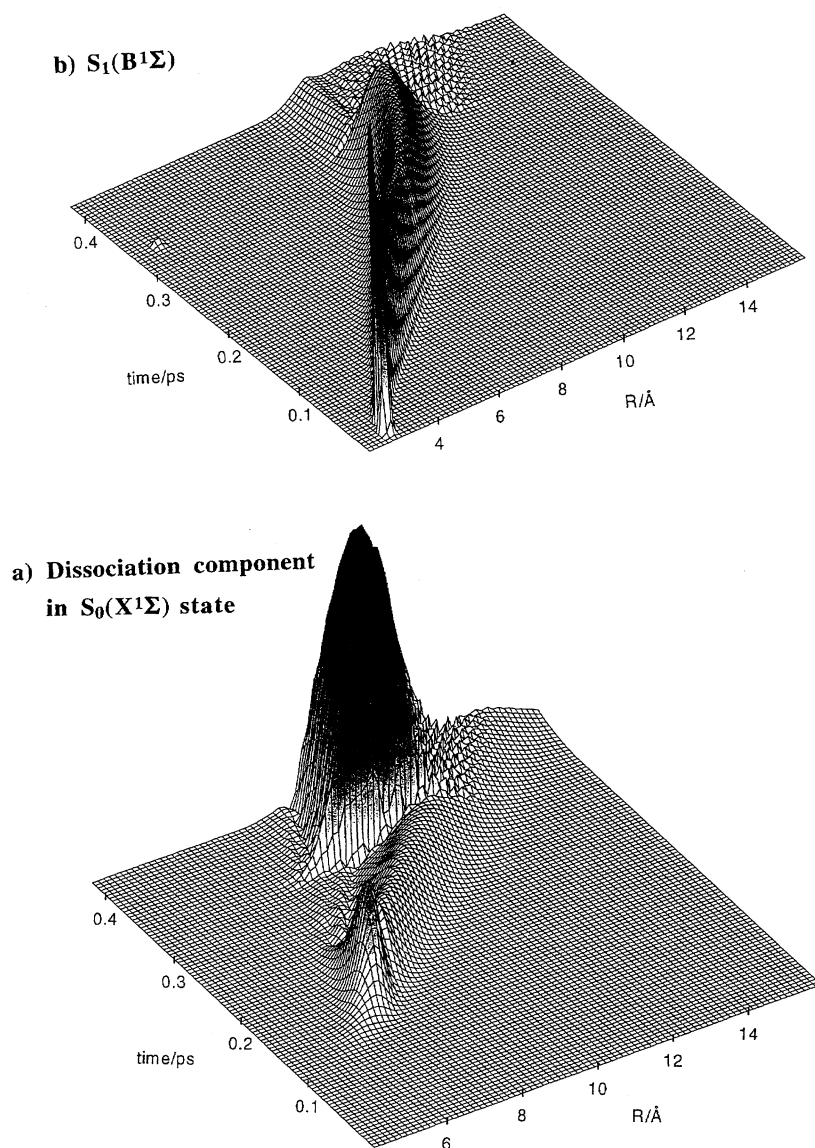 b) S₁(B¹Σ)
0.4
0.3
0.2
0.1
time/ps
4
6
8
10
12
14
R/Å
a) Dissociation component
in S₀(X¹Σ) state
0.4
0.3
0.2
0.1
time/ps
6
8
10
12
14
R/Å